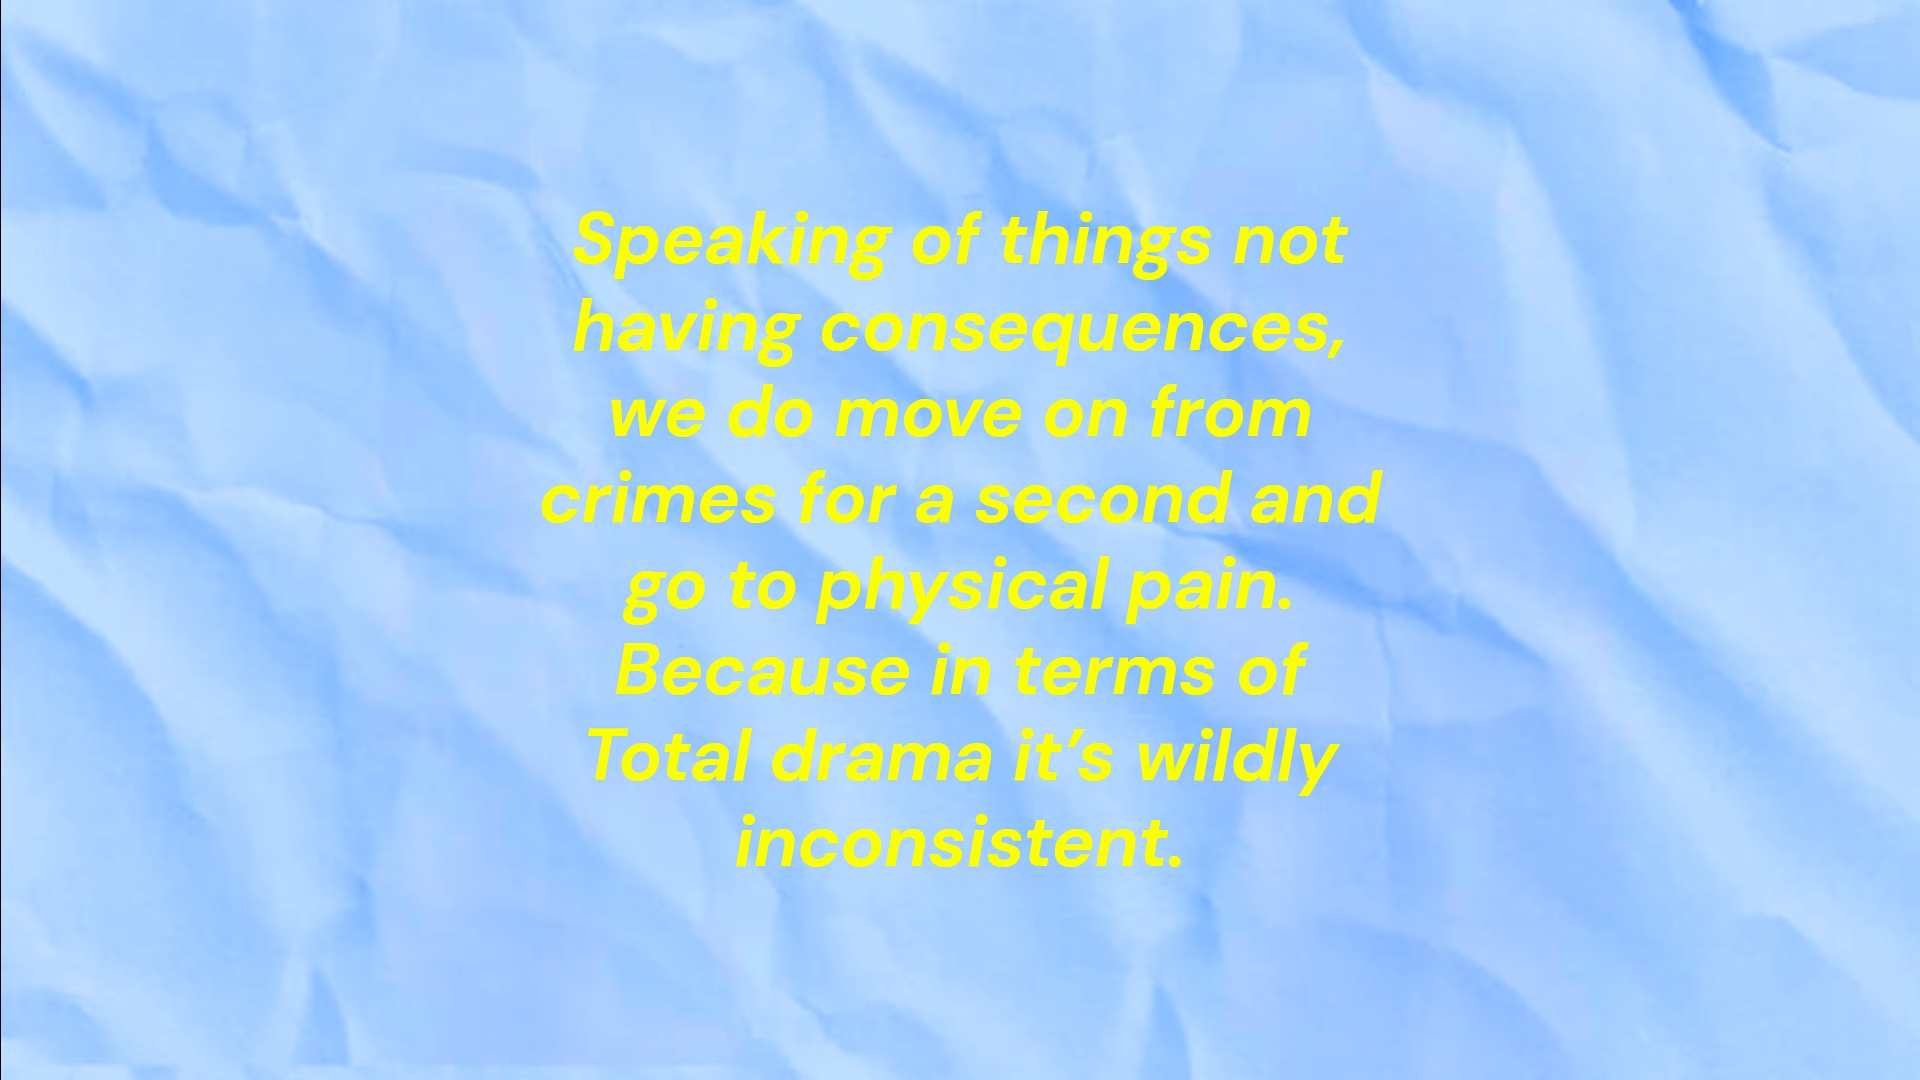 Speaking of things not
having consequences,
we do move on from
crimes for a second and
go to physical pain.
Because in terms of
Total drama it’s wildly
inconsistent.